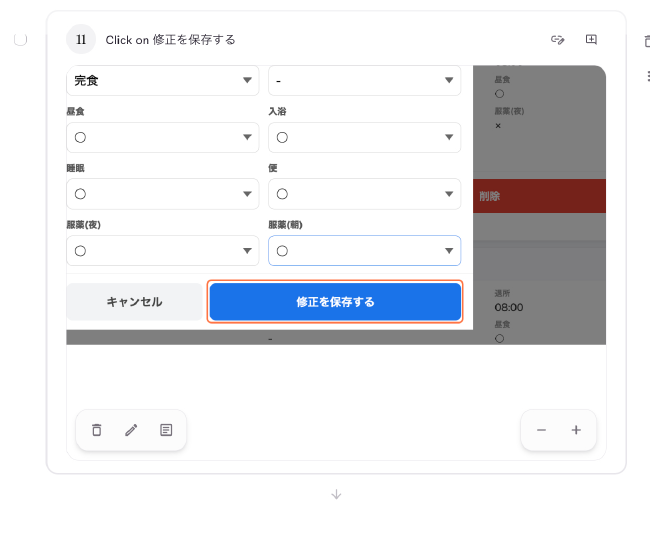 11 Click on 修正を保存する
完食
-
昼食
〇
服薬(夜)
×
昼食
入浴
〇
〇
睡眠
便
〇
〇
削除
服薬(夜)
服薬(朝)
〇
〇
キャンセル
修正を保存する
通所
08:00
昼食
〇
-